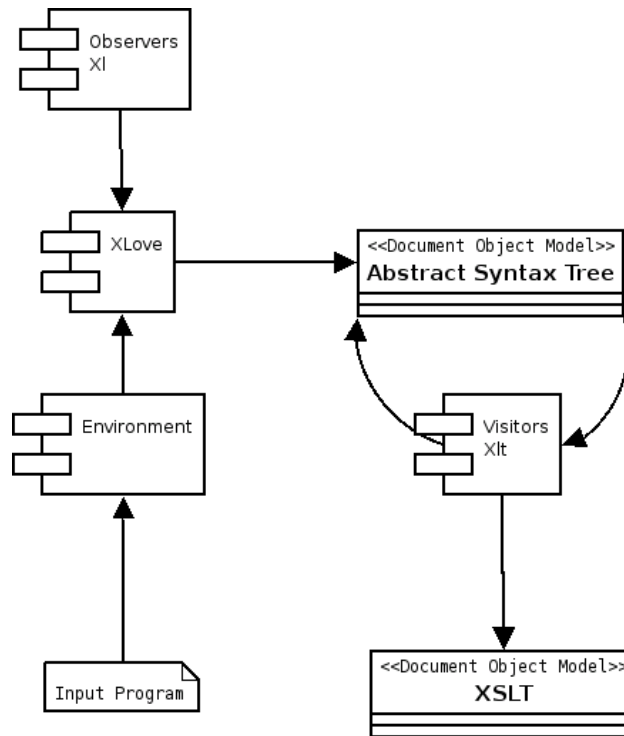 Observers
Xl
XLove
<<Document Object Model>>
Abstract Syntax Tree
Environment
Visitors
Xlt
Input Program
<<Document Object Model>>
XSLT